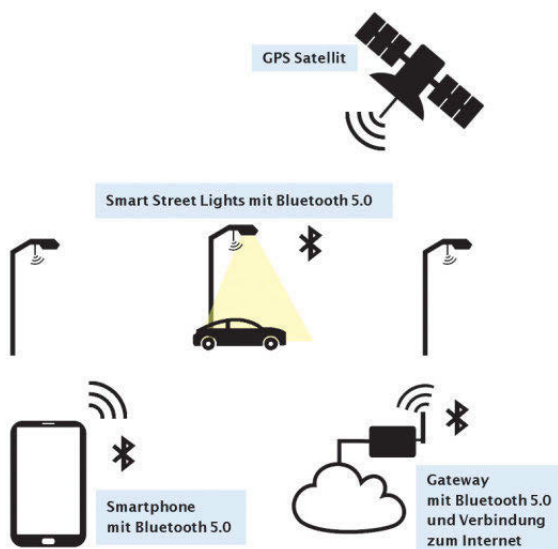 GPS Satellit
Smart Street Lights mit Bluetooth 5.0
Smartphone
mit Bluetooth 5.0
Gateway
mit Bluetooth 5.0
und Verbindung
zum Internet